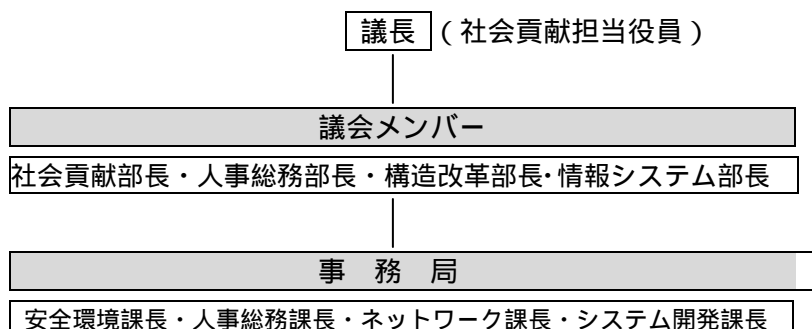 議長（社会貢献担当役員）
議会メンバー
社会貢献部長・人事総務部長・構造改革部長・情報システム部長
事　務　局
安全環境課長・人事総務課長・ネットワーク課長・システム開発課長